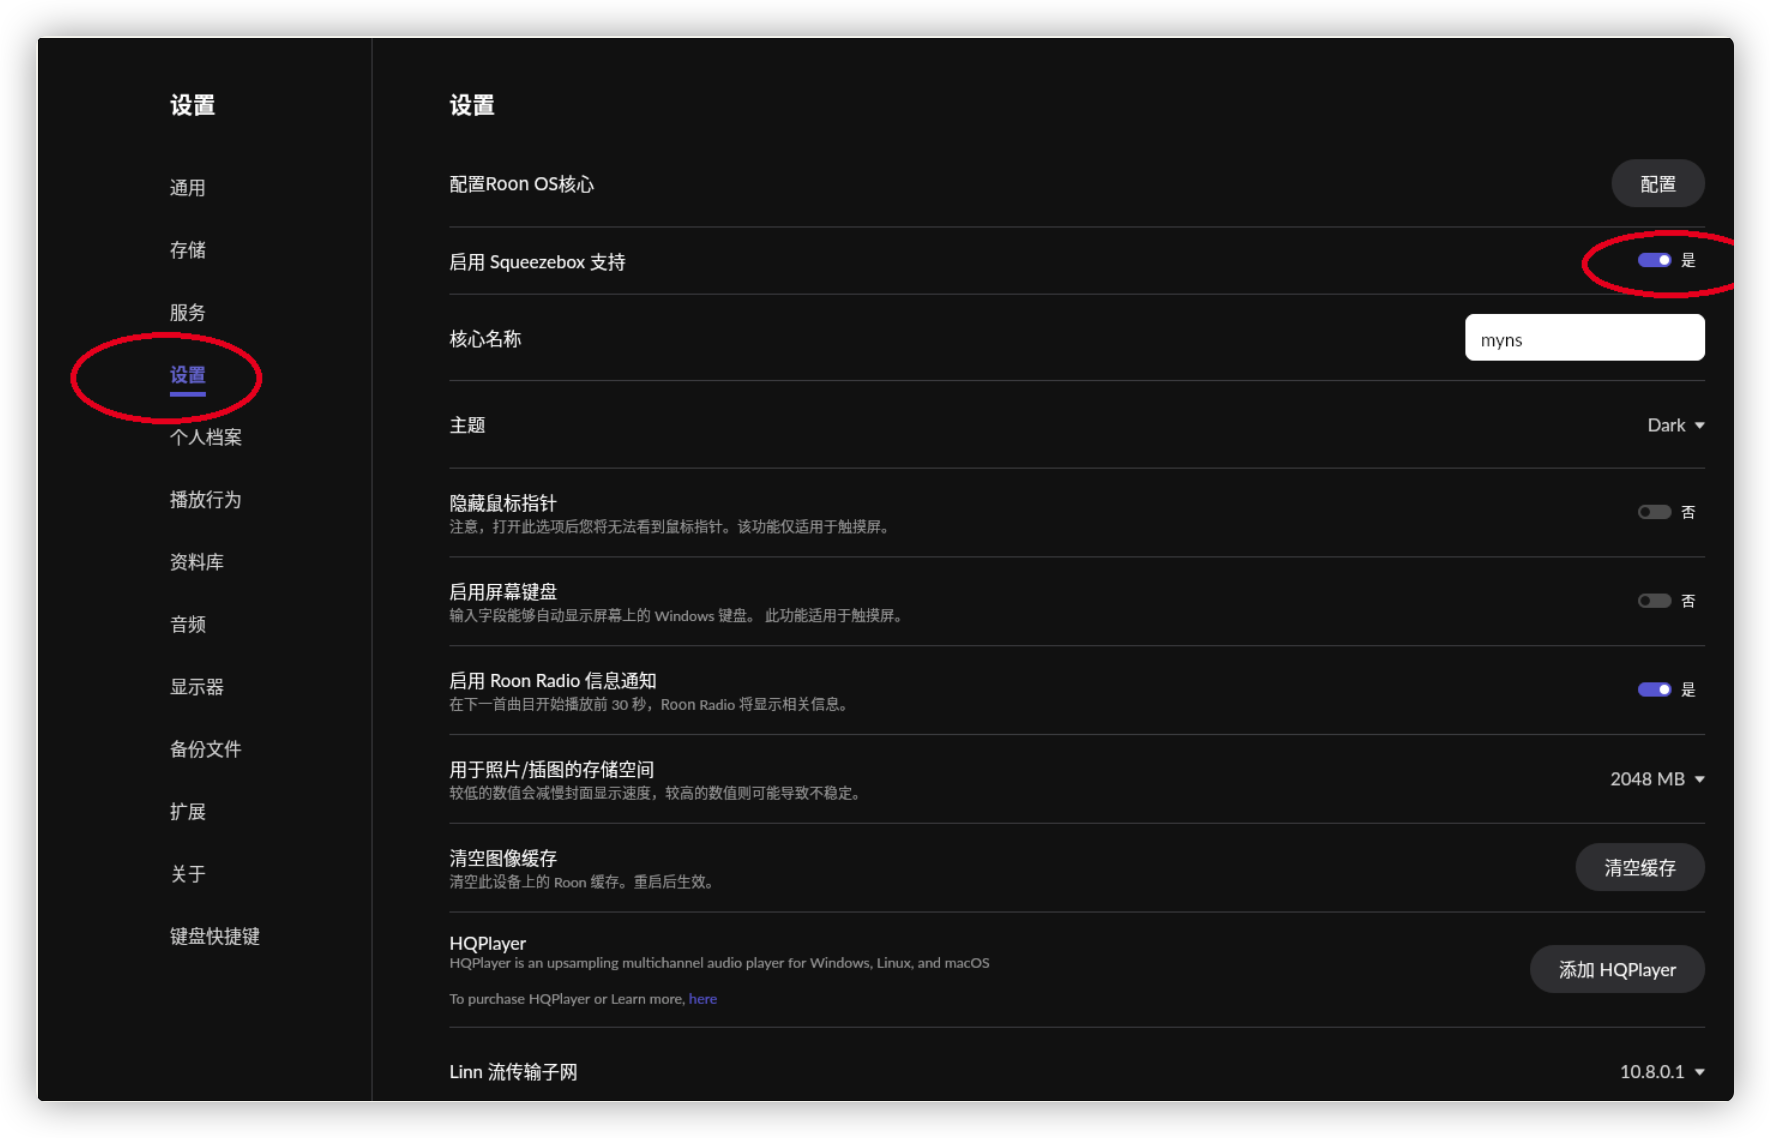 设置
通用
存储
服务
设置
个人档案
播放行为
资料库
音频
显示器
备份文件
扩展
关于
键盘快捷键
设置
配置Roon OS核心
配置
启用 Squeezebox 支持
是
核心名称
myns
主题
Dark
隐藏鼠标指针
否
注意，打开此选项后您将无法看到鼠标指针。该功能仅适用于触摸屏。
启用屏幕键盘
否
输入字段能够自动显示屏幕上的 Windows 键盘。 此功能适用于触摸屏。
启用 Roon Radio 信息通知
是
在下一首曲目开始播放前 30 秒，Roon Radio 将显示相关信息。
用于照片/插图的存储空间
2048 MB
较低的数值会减慢封面显示速度，较高的数值则可能导致不稳定。
清空图像缓存
清空缓存
清空此设备上的 Roon 缓存。重启后生效。
HQPlayer
HQPlayer is an upsampling multichannel audio player for Windows, Linux, and macOS
添加 HQPlayer
To purchase HQPlayer or Learn more, here
Linn 流传输子网
10.8.0.1